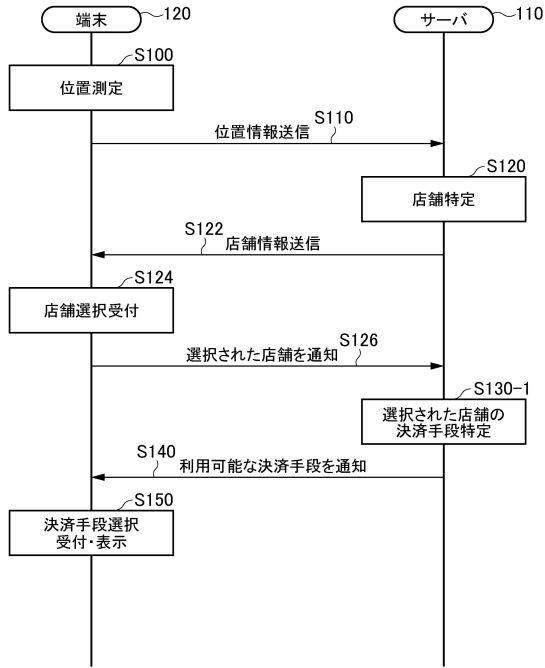 端末
120
サーバ
110
S100
位置測定
S110
位置情報送信
S120
店舗特定
S122
店舗情報送信
S124
店舗選択受付
S126
選択された店舗を通知
S130-1
選択された店舗の
決済手段特定
S140
利用可能な決済手段を通知
S150
決済手段選択
受付・表示